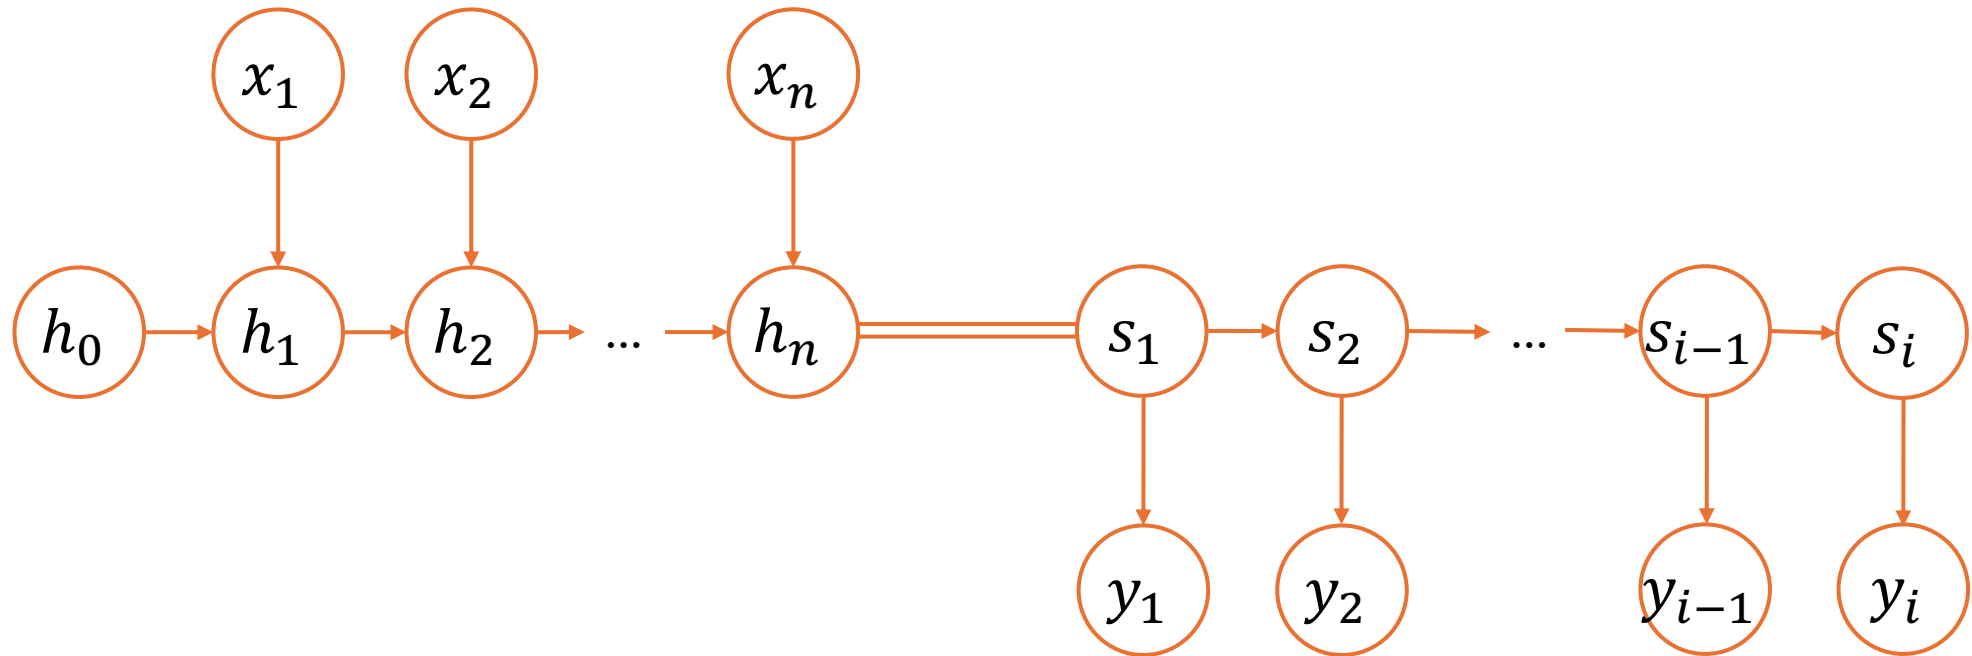 x₁ x₂ xₙ
h₀ h₁ h₂ ... hₙ s₁ s₂ ... sᵢ₋₁ sᵢ
y₁ y₂ yᵢ₋₁ yᵢ